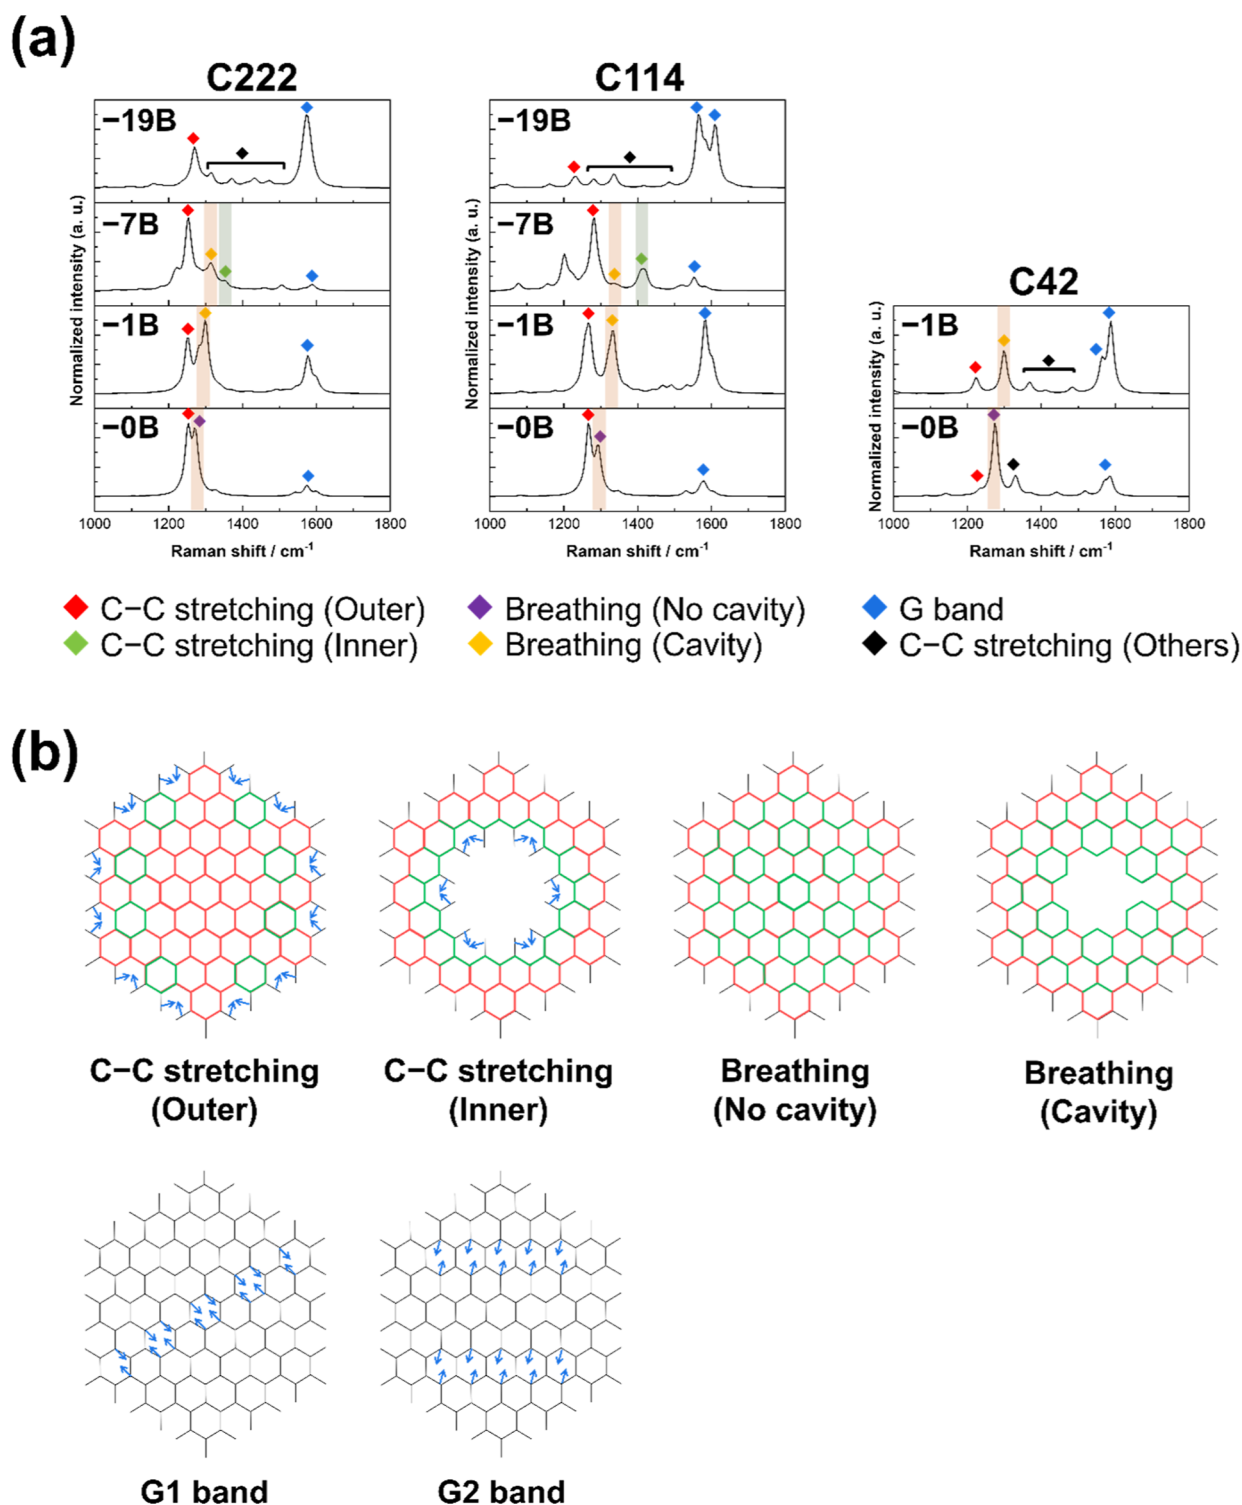 (a)
C222
C114
C42
−19B
−7B
−1B
−0B
Normalized intensity (a. u.)
1000 1200 1400 1600 1800
Raman shift / cm⁻¹
−19B
−7B
−1B
−0B
Normalized intensity (a. u.)
1000 1200 1400 1600 1800
Raman shift / cm⁻¹
−1B
−0B
Normalized intensity (a. u.)
1000 1200 1400 1600 1800
Raman shift / cm⁻¹
C−C stretching (Outer)
Breathing (No cavity)
G band
C−C stretching (Inner)
Breathing (Cavity)
C−C stretching (Others)
(b)
C−C stretching
(Outer)
C−C stretching
(Inner)
Breathing
(No cavity)
Breathing
(Cavity)
G1 band
G2 band